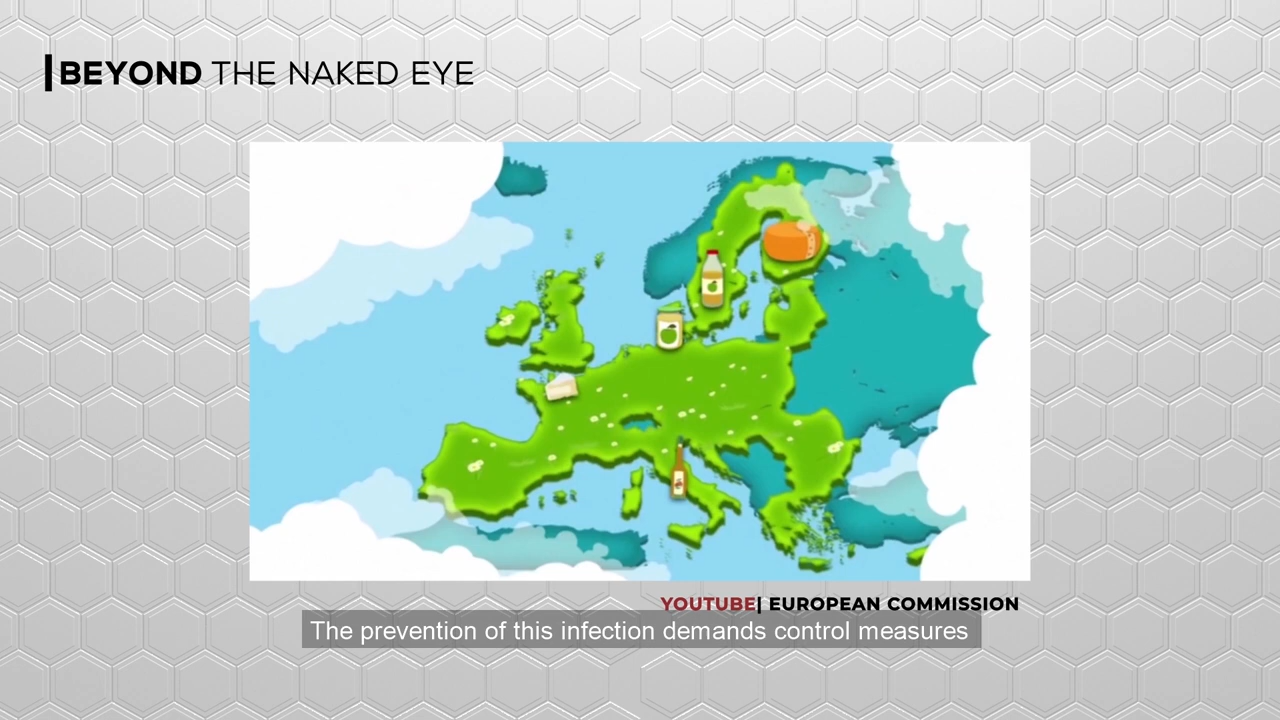 BEYOND THE NAKED EYE
YOUTUBE| EUROPEAN COMMISSION
The prevention of this infection demands control measures